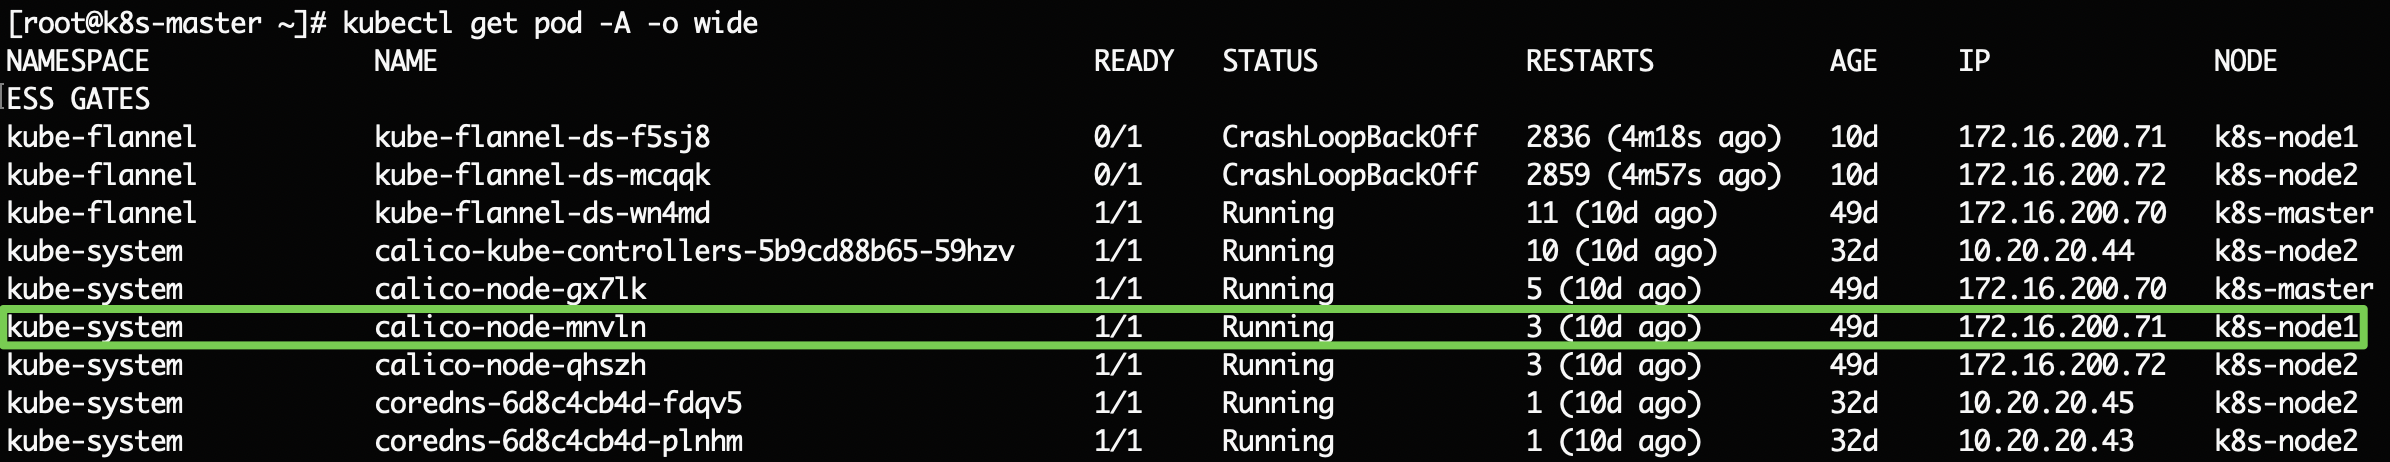 [root@k8s-master ~]# kubectl get pod -A -o wide
NAMESPACE NAME READY STATUS RESTARTS AGE IP NODE
ESS GATES
kube-flannel kube-flannel-ds-f5sj8 0/1 CrashLoopBackOff 2836 (4m18s ago) 10d 172.16.200.71 k8s-node1
kube-flannel kube-flannel-ds-mcqqk 0/1 CrashLoopBackOff 2859 (4m57s ago) 10d 172.16.200.72 k8s-node2
kube-flannel kube-flannel-ds-wn4md 1/1 Running 11 (10d ago) 49d 172.16.200.70 k8s-master
kube-system calico-kube-controllers-5b9cd88b65-59hzv 1/1 Running 10 (10d ago) 32d 10.20.20.44 k8s-node2
kube-system calico-node-gx7lk 1/1 Running 5 (10d ago) 49d 172.16.200.70 k8s-master
kube-system calico-node-mnvln 1/1 Running 3 (10d ago) 49d 172.16.200.71 k8s-node1
kube-system calico-node-qhszh 1/1 Running 3 (10d ago) 49d 172.16.200.72 k8s-node2
kube-system coredns-6d8c4cb4d-fdqv5 1/1 Running 1 (10d ago) 32d 10.20.20.45 k8s-node2
kube-system coredns-6d8c4cb4d-plnhm 1/1 Running 1 (10d ago) 32d 10.20.20.43 k8s-node2